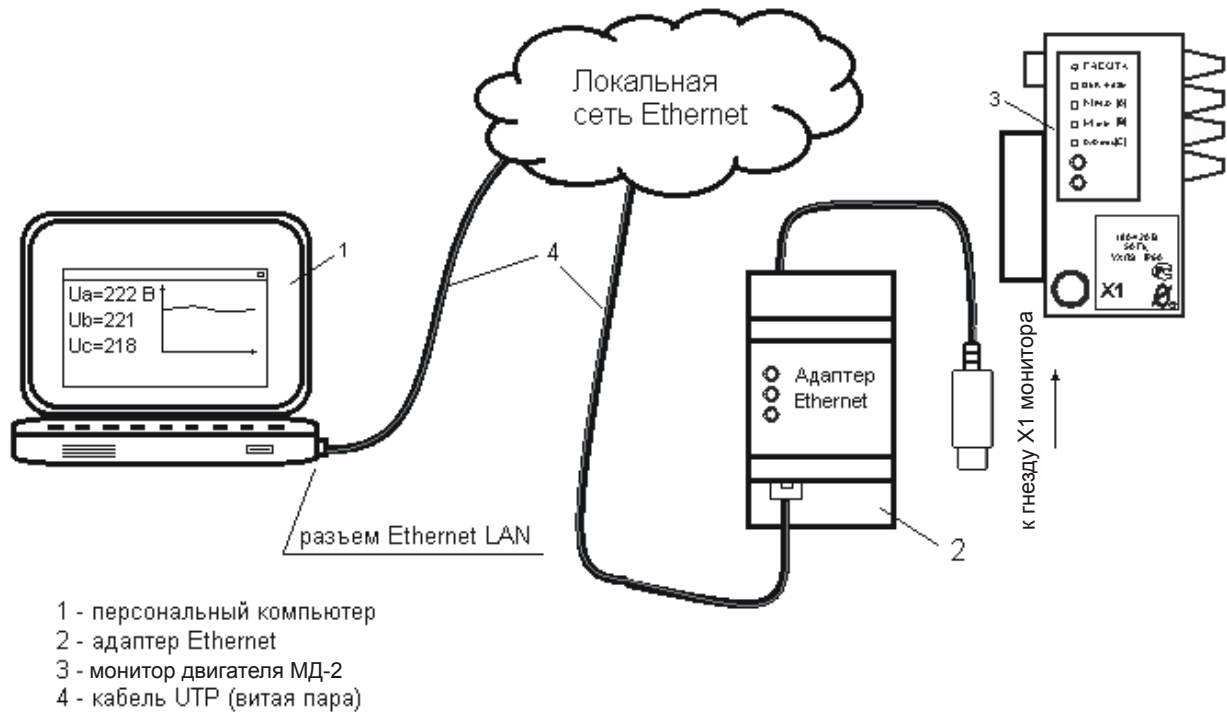 Локальная
сеть Ethernet
3
1
4
Ua=222 В
Ub=221
Uc=218
Адаптер
Ethernet
РАБОТА
X1
к гнезду X1 монитора
разъем Ethernet LAN
2
1 - персональный компьютер
2 - адаптер Ethernet
3 - монитор двигателя МД-2
4 - кабель UTP (витая пара)